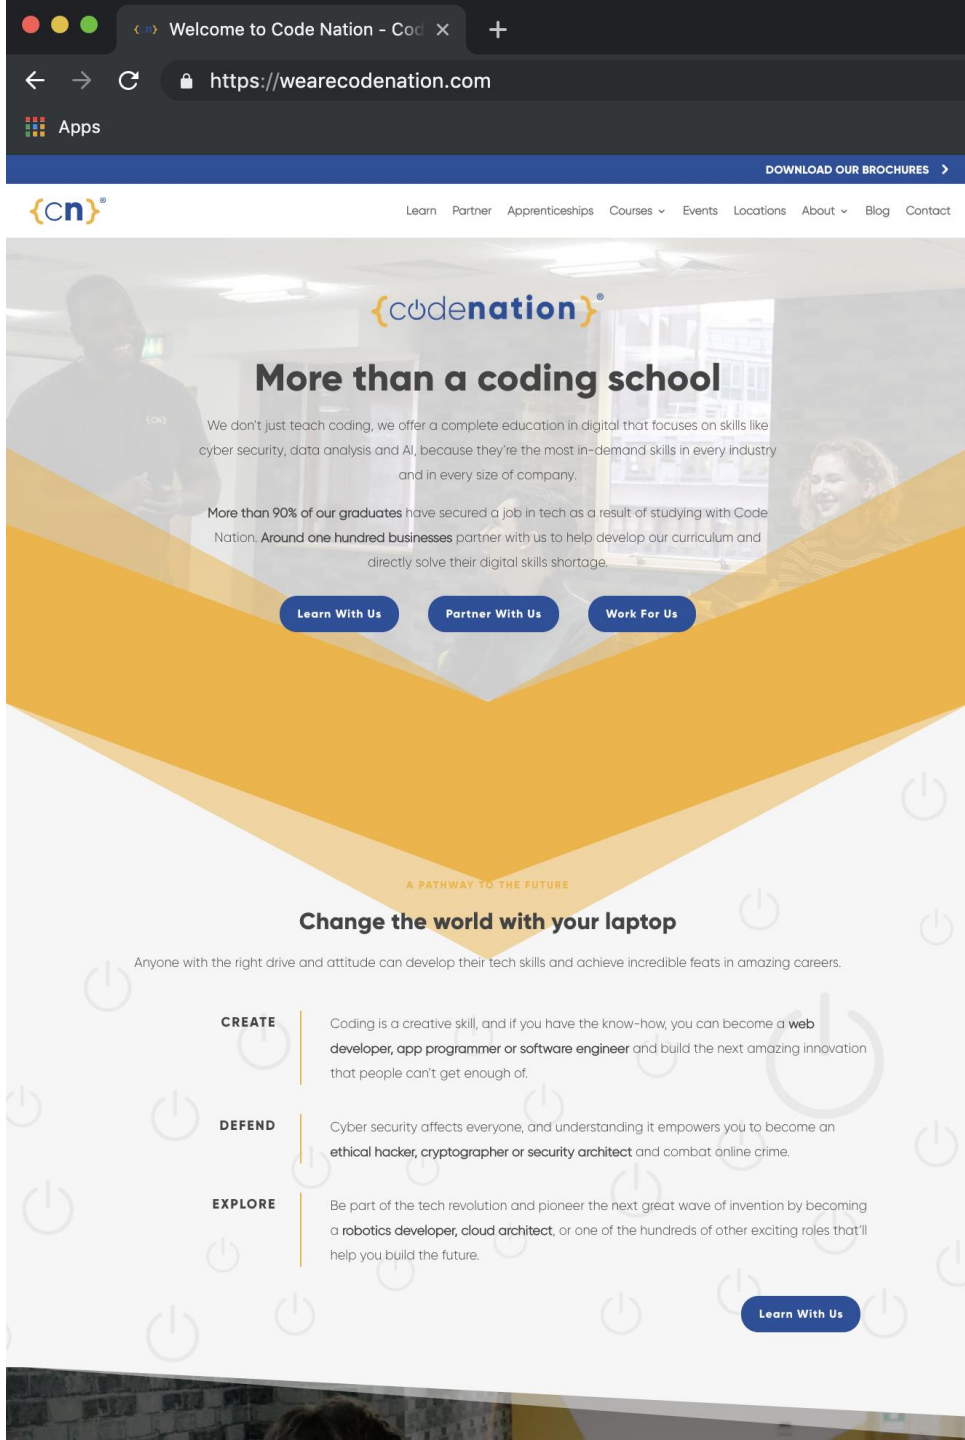 Welcome to Code Nation - Cod
https://wearecodenation.com
Apps
DOWNLOAD OUR BROCHURES
{cn}®
Learn Partner Apprenticeships Courses Events Locations About Blog Contact
{codenation}®
More than a coding school
We don't just teach coding, we offer a complete education in digital that focuses on skills like
cyber security, data analysis and AI, because they're the most in-demand skills in every industry
and in every size of company.
More than 90% of our graduates have secured a job in tech as a result of studying with Code
Nation. Around one hundred businesses partner with us to help develop our curriculum and
directly solve their digital skills shortage.
Learn With Us Partner With Us Work For Us
A PATHWAY TO THE FUTURE
Change the world with your laptop
Anyone with the right drive and attitude can develop their tech skills and achieve incredible feats in amazing careers.
CREATE
Coding is a creative skill, and if you have the know-how, you can become a web
developer, app programmer or software engineer and build the next amazing innovation
that people can't get enough of.
DEFEND
Cyber security affects everyone, and understanding it empowers you to become an
ethical hacker, cryptographer or security architect and combat online crime.
EXPLORE
Be part of the tech revolution and pioneer the next great wave of invention by becoming
a robotics developer, cloud architect, or one of the hundreds of other exciting roles that'll
help you build the future.
Learn With Us